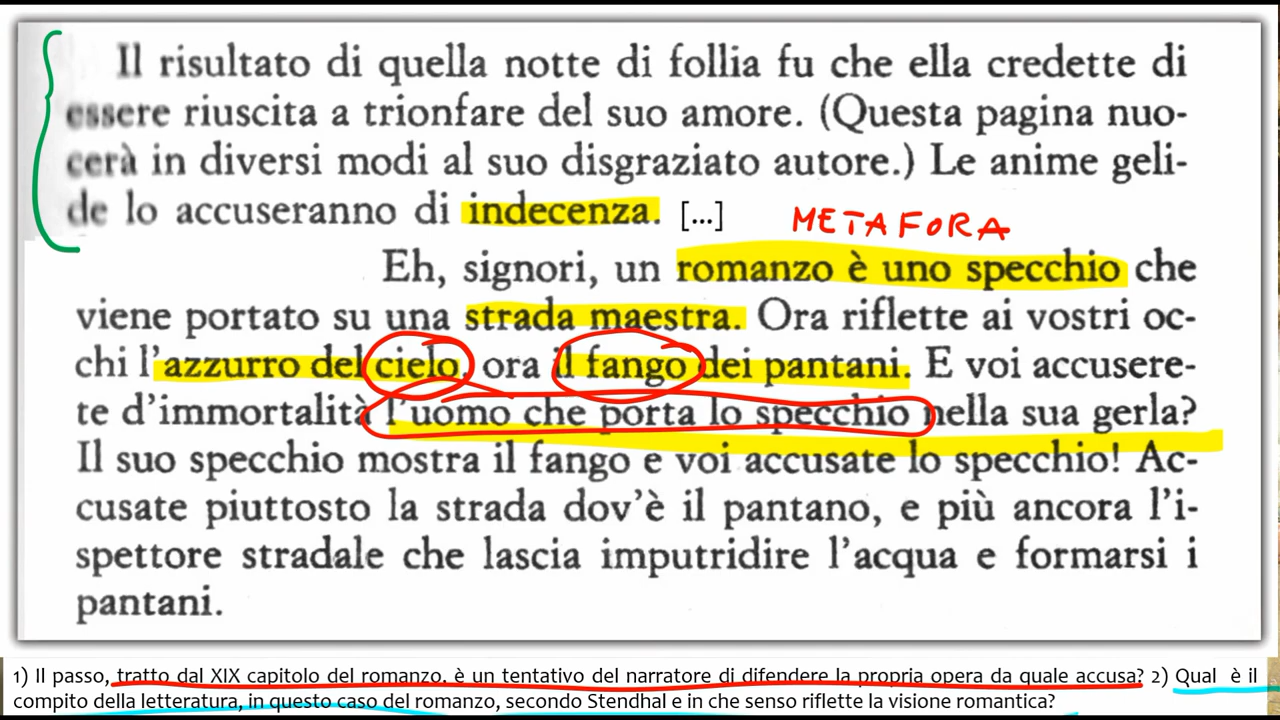 Il risultato di quella notte di follia fu che ella credette di
essere riuscita a trionfare del suo amore. (Questa pagina nuo-
cerà in diversi modi al suo disgraziato autore.) Le anime geli-
de lo accuseranno di indecenza. [...]
METAFORA
Eh, signori, un romanzo è uno specchio che
viene portato su una strada maestra. Ora riflette ai vostri oc-
chi l'azzurro del cielo, ora il fango dei pantani. E voi accusere-
te d'immortalità l'uomo che porta lo specchio nella sua gerla?
Il suo specchio mostra il fango e voi accusate lo specchio! Ac-
cusate piuttosto la strada dov'è il pantano, e più ancora l'i-
spettore stradale che lascia imputridire l'acqua e formarsi i
pantani.
1) Il passo, tratto dal XIX capitolo del romanzo, è un tentativo del narratore di difendere la propria opera da quale accusa? 2) Qual è il
compito della letteratura, in questo caso del romanzo, secondo Stendhal e in che senso riflette la visione romantica?